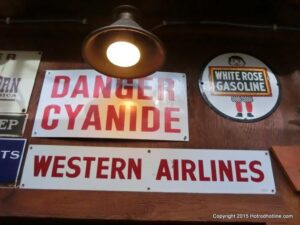 DANGER
CYANIDE
WHITE ROSE
GASOLINE
WESTERN AIRLINES
Copyright 2015 Hotrodhotline.com